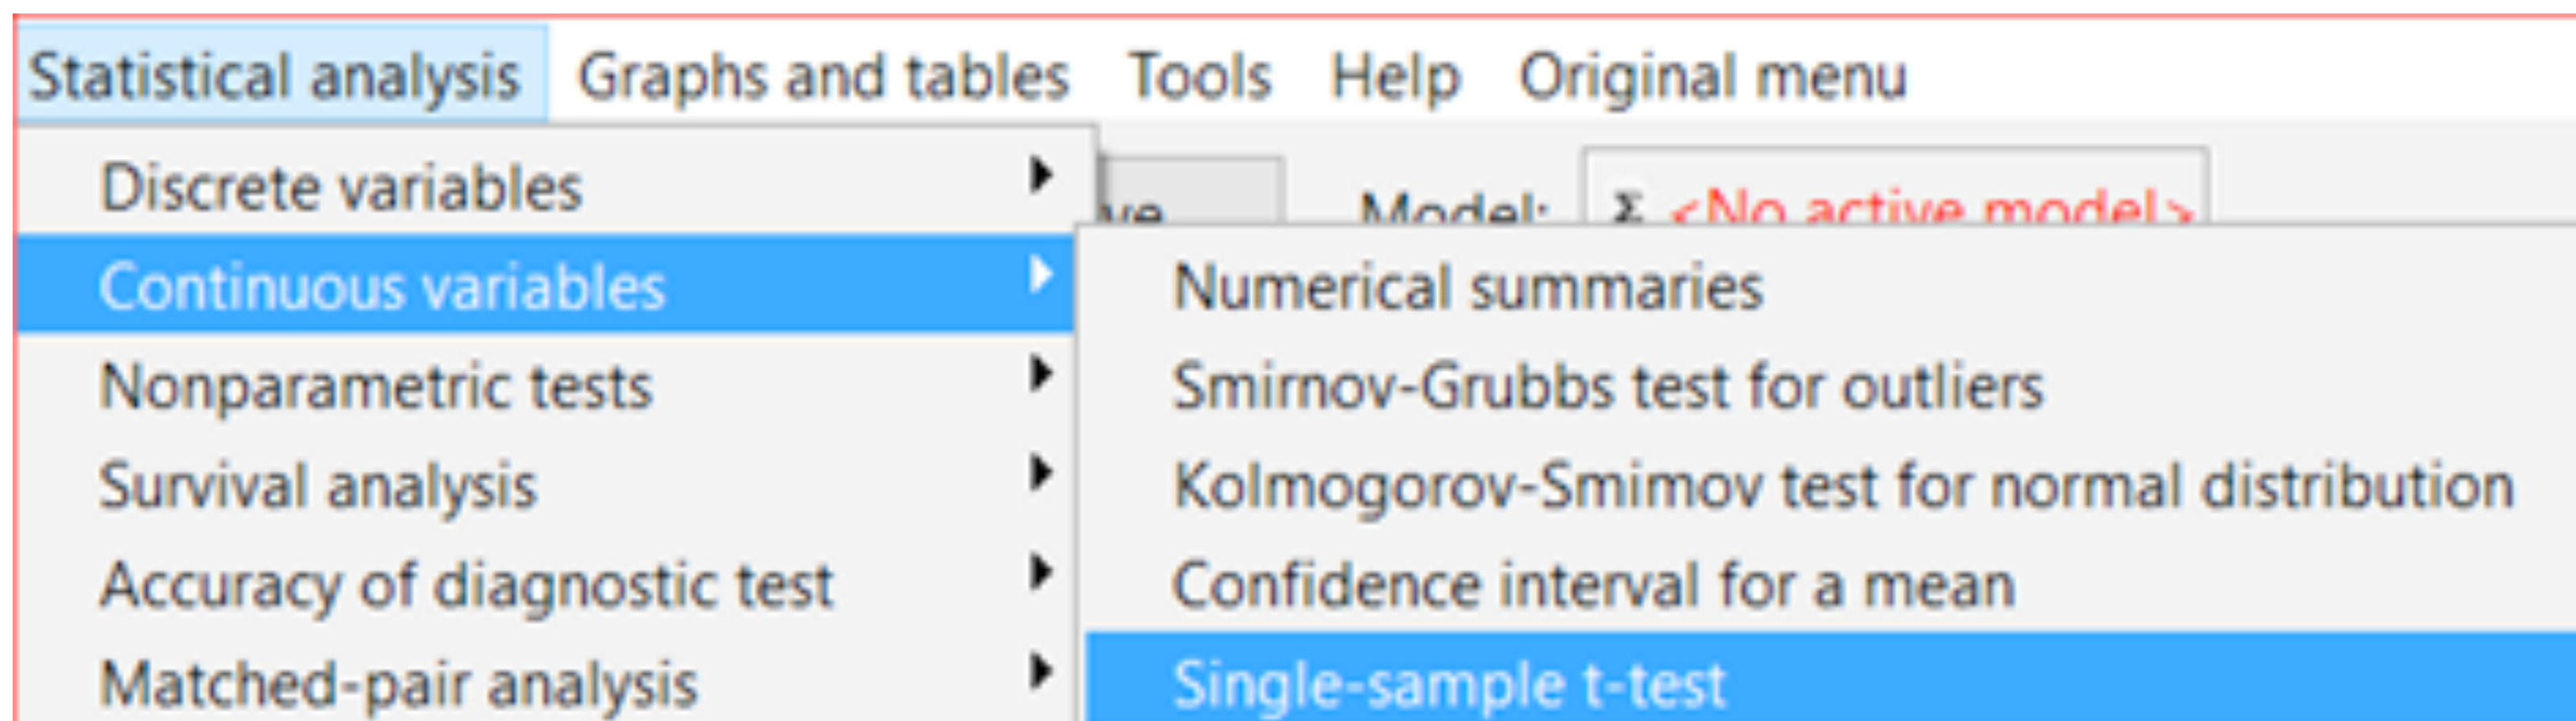 Statistical analysis Graphs and tables Tools Help Original menu
Discrete variables
ve Model: Σ <No active model>
Continuous variables
Numerical summaries
Nonparametric tests
Smirnov-Grubbs test for outliers
Survival analysis
Kolmogorov-Smimov test for normal distribution
Accuracy of diagnostic test
Confidence interval for a mean
Matched-pair analysis
Single-sample t-test